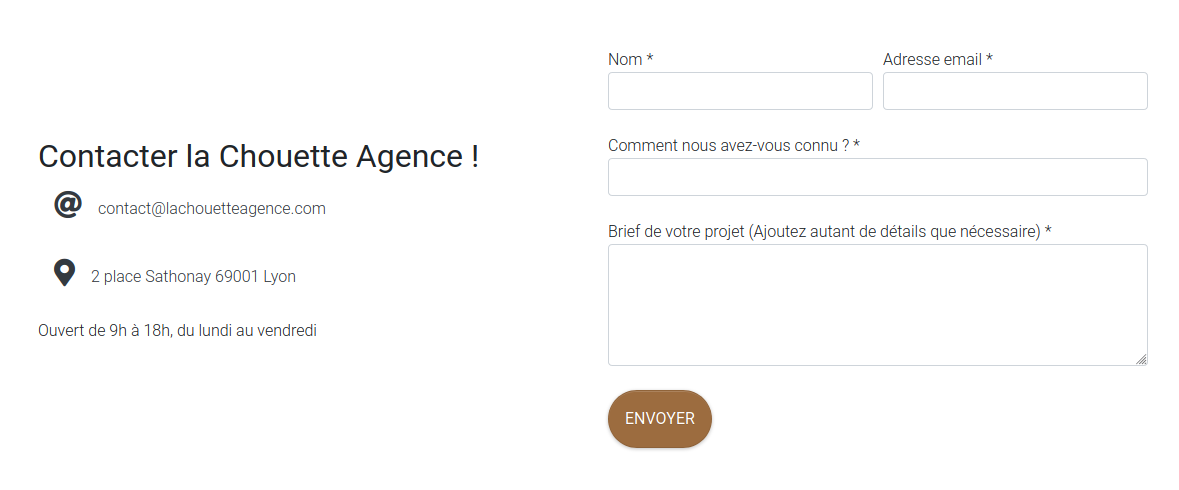 Contacter la Chouette Agence !
contact@lachouetteagence.com
2 place Sathonay 69001 Lyon
Ouvert de 9h à 18h, du lundi au vendredi
Nom *
Adresse email *
Comment nous avez-vous connu ? *
Brief de votre projet (Ajoutez autant de détails que nécessaire) *
ENVOYER